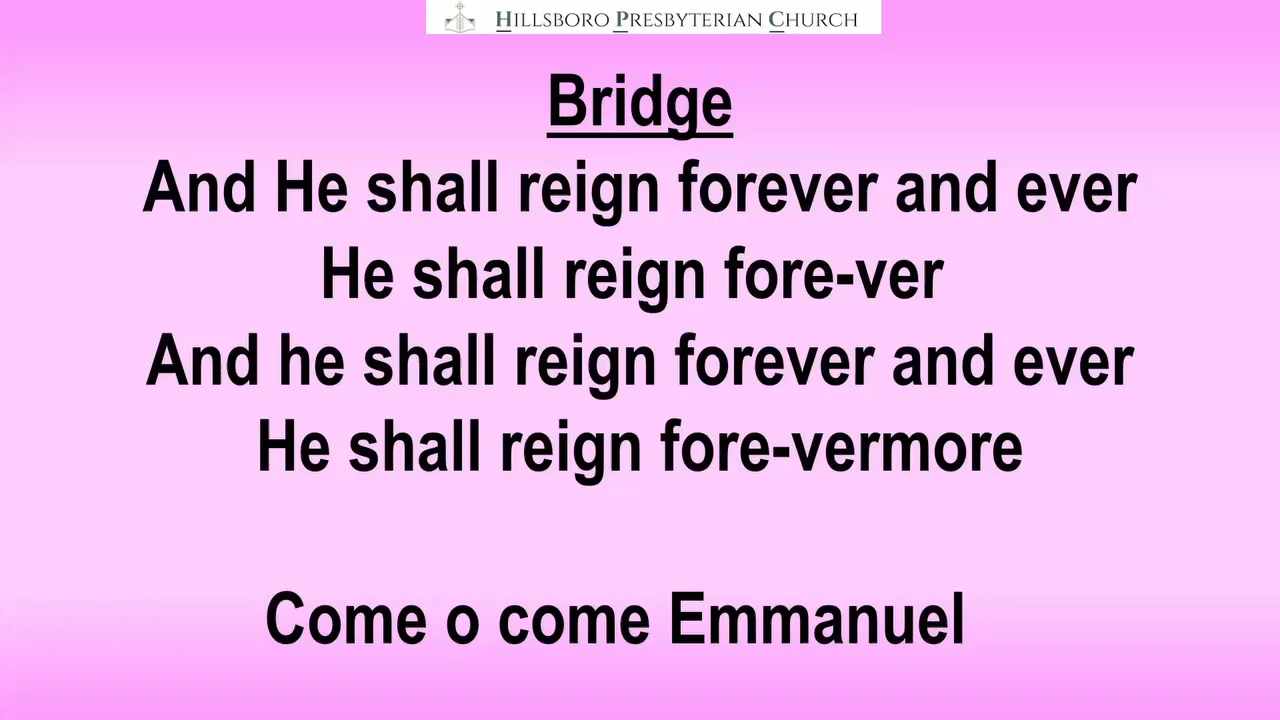 Hillsboro Presbyterian Church
Bridge
And He shall reign forever and ever
He shall reign fore-ver
And he shall reign forever and ever
He shall reign fore-vermore
Come o come Emmanuel